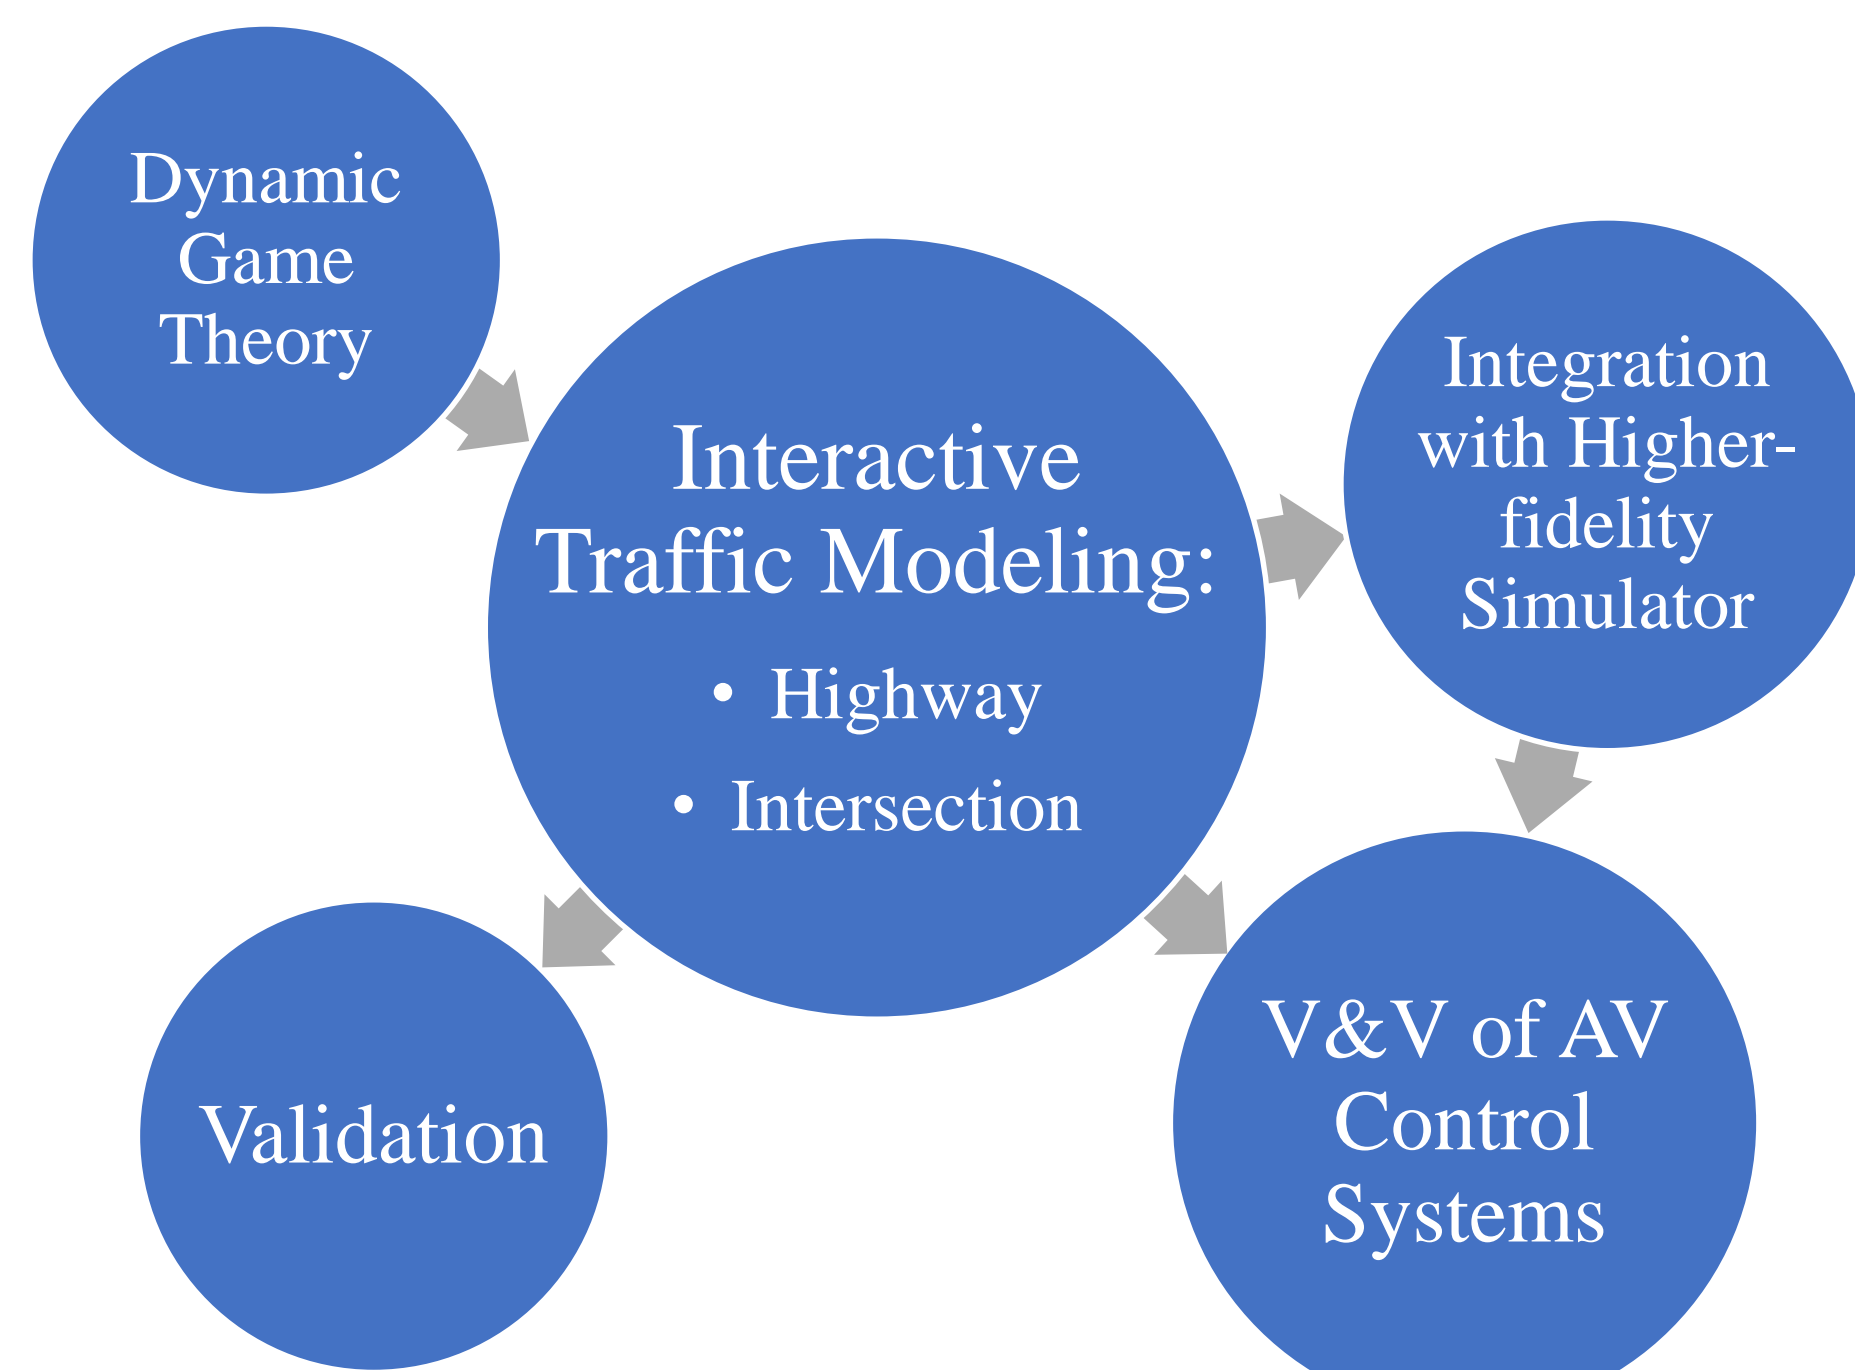 Dynamic
Game
Theory
Interactive
Traffic Modeling:
• Highway
• Intersection
Integration
with Higher-
fidelity
Simulator
Validation
V&V of AV
Control
Systems